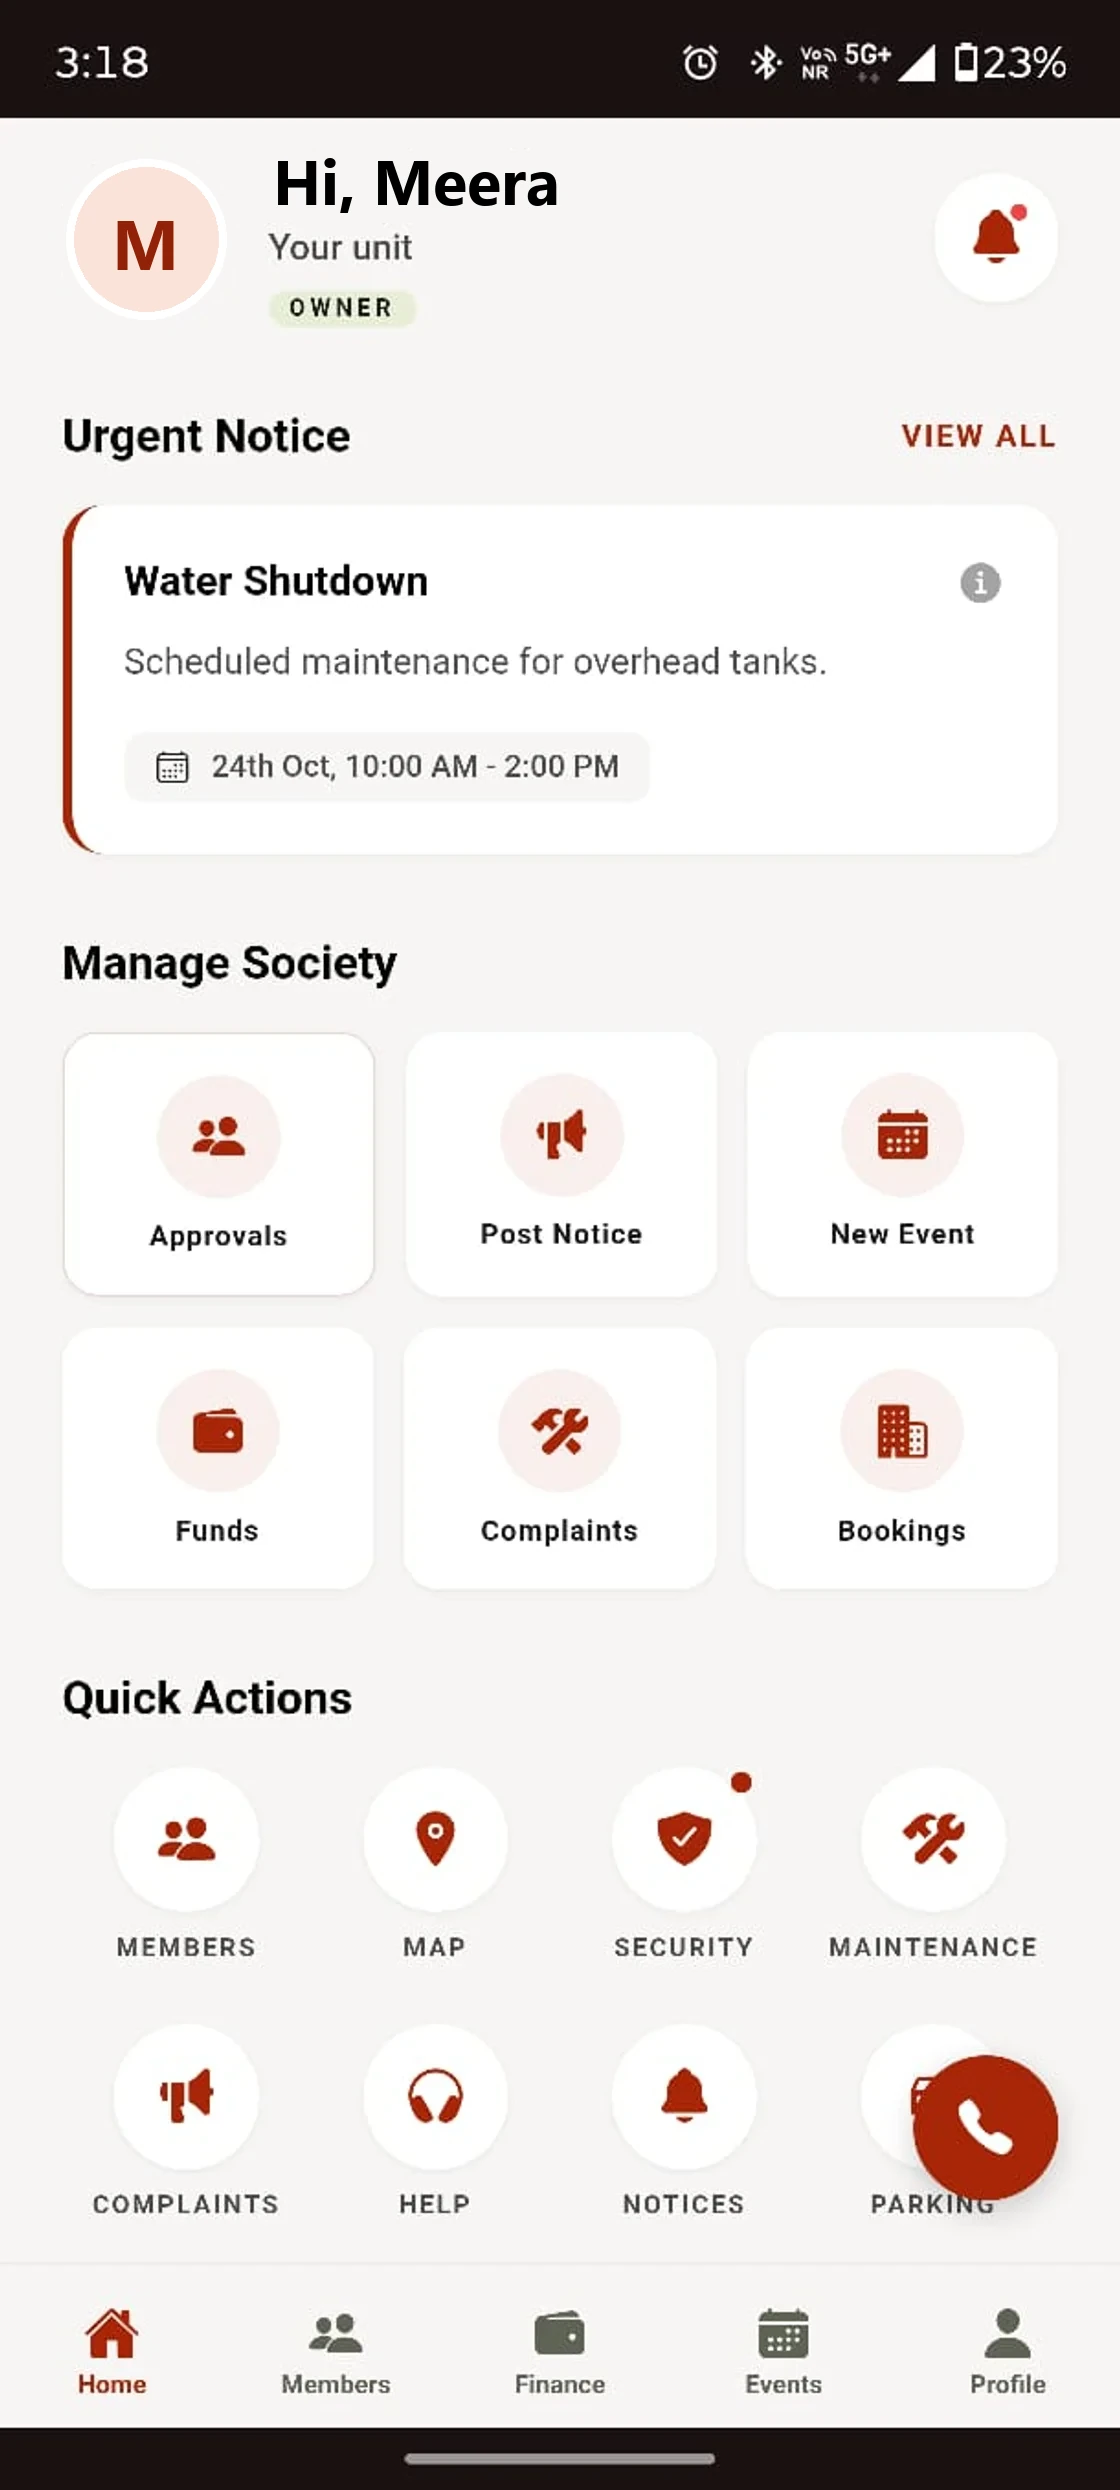 3:18
Vo NR 5G+ 23%
M
Hi, Meera
Your unit
OWNER
Urgent Notice
VIEW ALL
Water Shutdown
Scheduled maintenance for overhead tanks.
24th Oct, 10:00 AM - 2:00 PM
Manage Society
Approvals
Post Notice
New Event
Funds
Complaints
Bookings
Quick Actions
MEMBERS
MAP
SECURITY
MAINTENANCE
COMPLAINTS
HELP
NOTICES
PARKING
Home
Members
Finance
Events
Profile